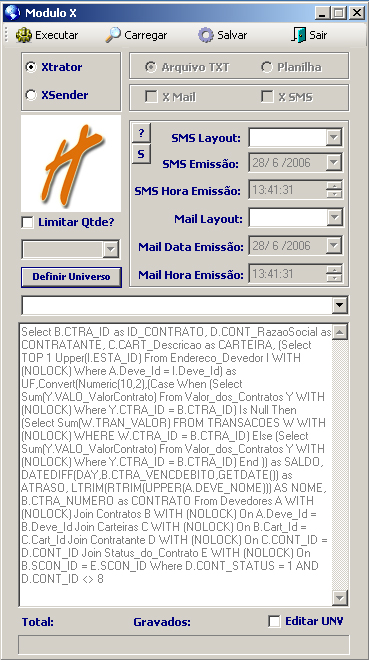 Modulo X
Executar Carregar Salvar Sair
Xtrator Arquivo TXT Planilha
XSender X Mail X SMS
H
? SMS Layout:
S SMS Emissão: 28/ 6 /2006
SMS Hora Emissão: 13:41:31
Limitar Qtde? Mail Layout:
Mail Data Emissão: 28/ 6 /2006
Definir Universo Mail Hora Emissão: 13:41:31
Select B.CTRA_ID as ID_CONTRATO, D.CONT_RazaoSocial as
CONTRATANTE, C.CART_Descricao as CARTEIRA, (Select
TOP 1 Upper(I.ESTA_ID) From Endereco_Devedor I WITH
(NOLOCK) Where A.Deve_Id = I.Deve_Id) as
UF,Convert(Numeric(10,2),(Case When (Select
Sum(Y.VALO_ValorContrato) From Valor_dos_Contratos Y WITH
(NOLOCK) Where Y.CTRA_ID = B.CTRA_ID) Is Null Then
(Select Sum(W.TRAN_VALOR) FROM TRANSACOES W WITH
(NOLOCK) WHERE W.CTRA_ID = B.CTRA_ID) Else (Select
Sum(Y.VALO_ValorContrato) From Valor_dos_Contratos Y WITH
(NOLOCK) Where Y.CTRA_ID = B.CTRA_ID) End )) as SALDO,
DATEDIFF(DAY,B.CTRA_VENCDEBITO,GETDATE()) as
ATRASO, LTRIM(RTRIM(UPPER(A.DEVE_NOME))) AS NOME,
B.CTRA_NUMERO as CONTRATO From Devedores A WITH
(NOLOCK) Join Contratos B WITH (NOLOCK) On A.Deve_Id =
B.Deve_Id Join Carteiras C WITH (NOLOCK) On B.Cart_Id =
C.Cart_Id Join Contratante D WITH (NOLOCK) On C.CONT_ID =
D.CONT_ID Join Status_do_Contrato E WITH (NOLOCK) On
B.SCON_ID = E.SCON_ID Where D.CONT_STATUS = 1 AND
D.CONT_ID <> 8
Total: Gravados: Editar UNV